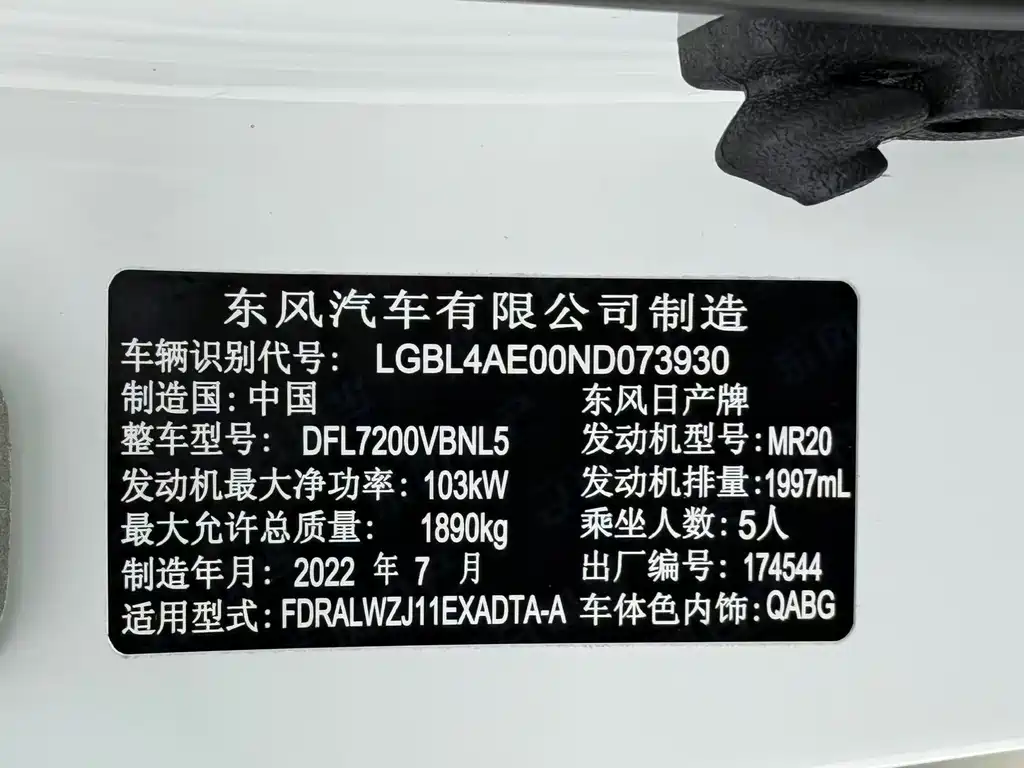 东风汽车有限公司制造
车辆识别代号: LGBL4AE00ND073930
制造国:中国 东风日产牌
整车型号: DFL7200VBNL5 发动机型号:MR20
发动机最大净功率: 103kW 发动机排量:1997mL
最大允许总质量: 1890kg 乘坐人数:5人
制造年月: 2022 年 7 月 出厂编号: 174544
适用型式:FDRALWZJ11EXADTA-A 车体色内饰:QABG